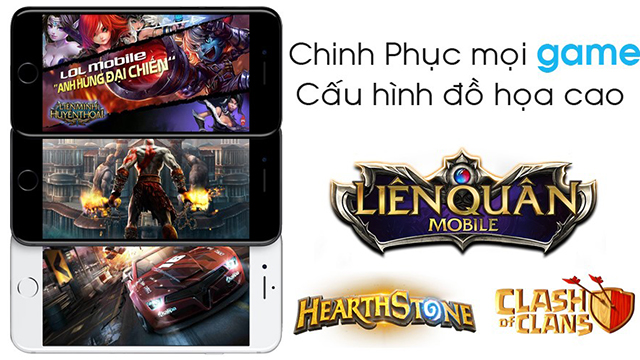 LOL mobile
"ANH HÙNG ĐẠI CHIẾN"
LIÊN MINH
HUYỀN THOẠI
Chinh Phục mọi game
Cấu hình đồ họa cao
LIÊN QUÂN
MOBILE
HEARTHSTONE
CLASH
OF CLANS